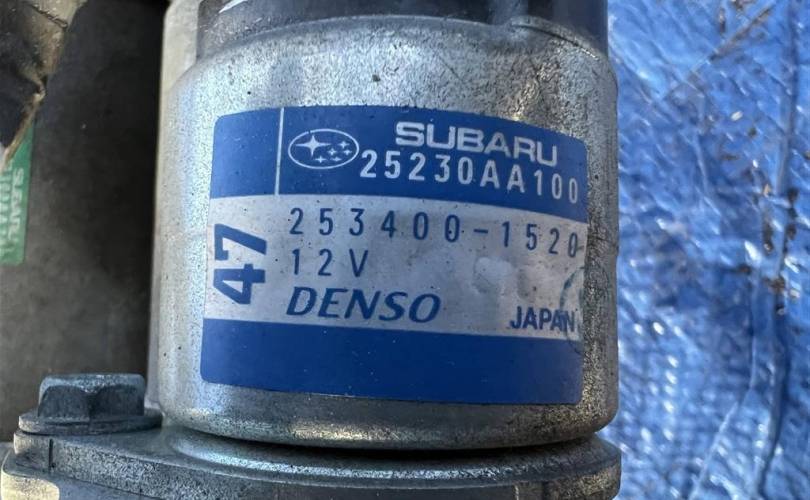 SUBARU
25230AA100
47
253400-1520
12V
DENSO
JAPAN